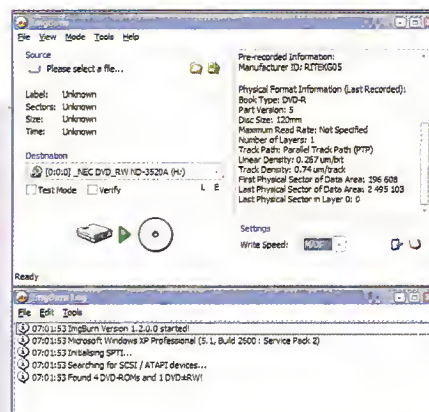 ImgBurn
File View Mode Tools Help
Source
Please select a file...
Label: Unknown
Sectors: Unknown
Size: Unknown
Time: Unknown
Destination
[0:0:0] _NEC DVD_RW ND-3520A (H:)
Test Mode Verify L E
Pre-recorded Information:
Manufacturer ID: RITEKG05
Physical Format Information (Last Recorded):
Book Type: DVD-R
Part Version: 5
Disc Size: 120mm
Maximum Read Rate: Not Specified
Number of Layers: 1
Track Path: Parallel Track Path (PTP)
Linear Density: 0.267 um/bit
Track Density: 0.74 um/track
First Physical Sector of Data Area: 196 608
Last Physical Sector of Data Area: 2 495 103
Last Physical Sector in Layer 0: 0
Settings
Write Speed: MAX
Ready
ImgBurn Log
File Edit Tools
07:01:53 ImgBurn Version 1.2.0.0 started!
07:01:53 Microsoft Windows XP Professional (5.1, Build 2600 : Service Pack 2)
07:01:53 Initialising SPTI...
07:01:53 Searching for SCSI / ATAPI devices...
07:01:53 Found 4 DVD-ROMs and 1 DVD±RW!